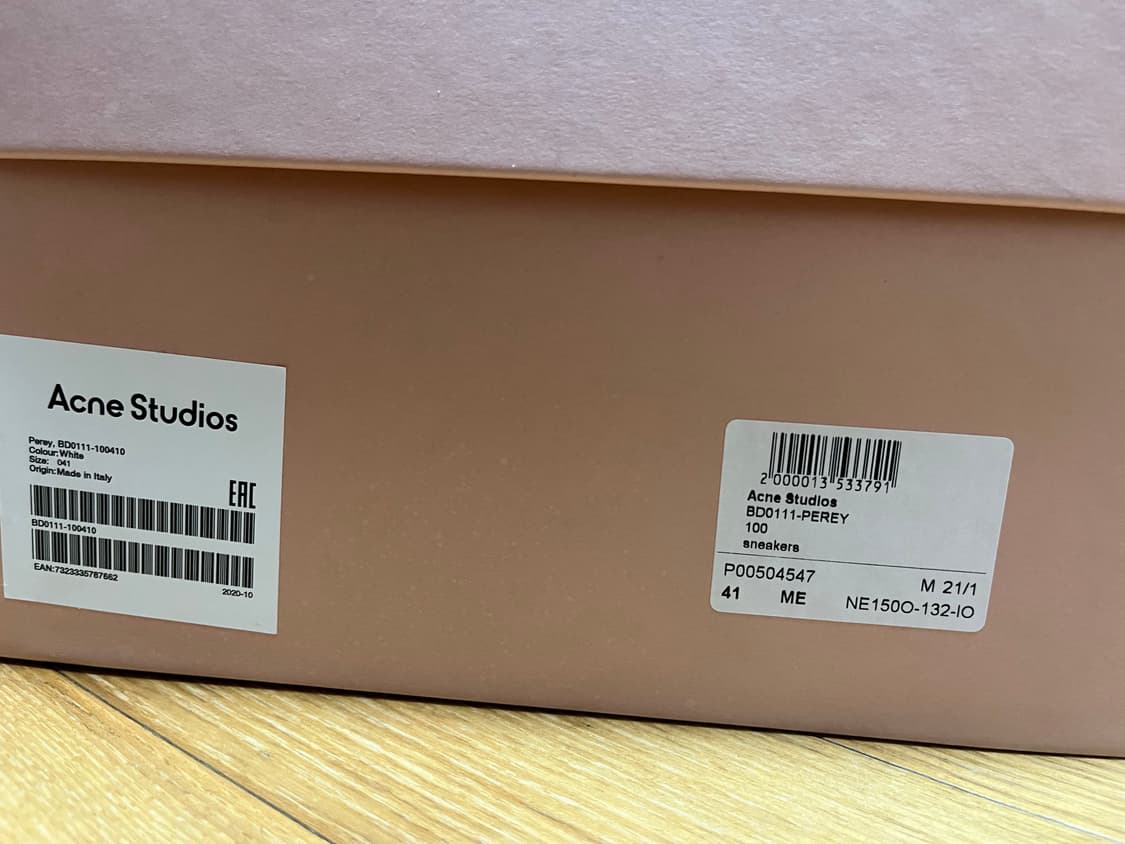 Acne Studios
Perey, BD0111-100410
Colour: White
Size: 041
Origin: Made in Italy
EAC
BD0111-100410
EAN:7323335787662
2020-10
2 000013 533791
Acne Studios
BD0111-PEREY
100
sneakers
P00504547 M 21/1
41 ME NE150O-132-IO